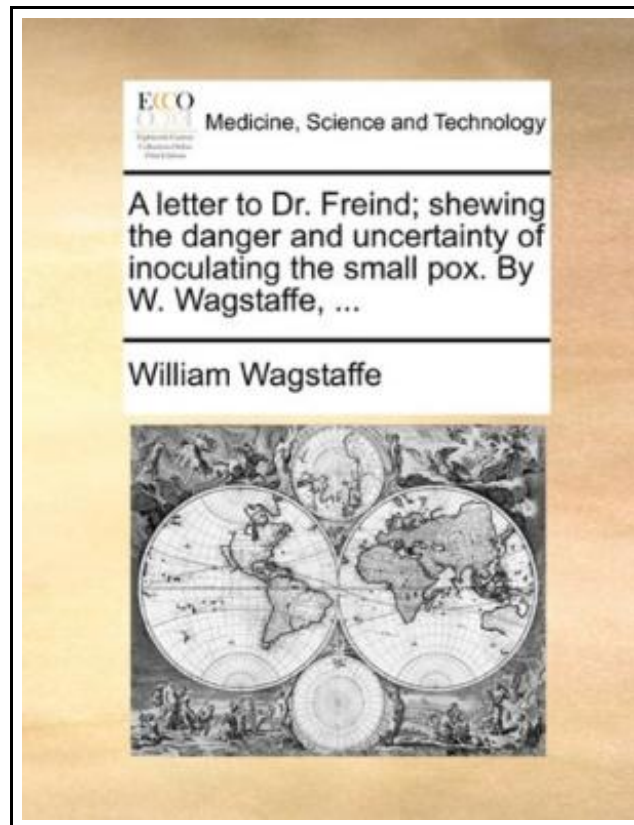 ECCO
Medicine, Science and Technology
A letter to Dr. Freind; shewing
the danger and uncertainty of
inoculating the small pox. By
W. Wagstaffe, ...
William Wagstaffe